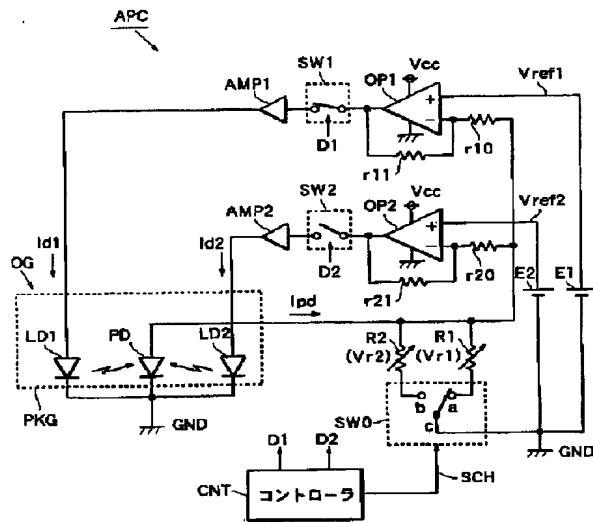 APC
SW1
OP1
Vcc
AMP1
Vref1
D1
r10
r11
SW2
OP2
Vcc
AMP2
Vref2
Id1
Id2
D2
r20
r21
E2
E1
OG
Ipd
LD1
PD
LD2
R2
(Vr2)
R1
(Vr1)
b
a
c
SW0
PKG
GND
GND
D1
D2
SCH
CNT
コントローラ